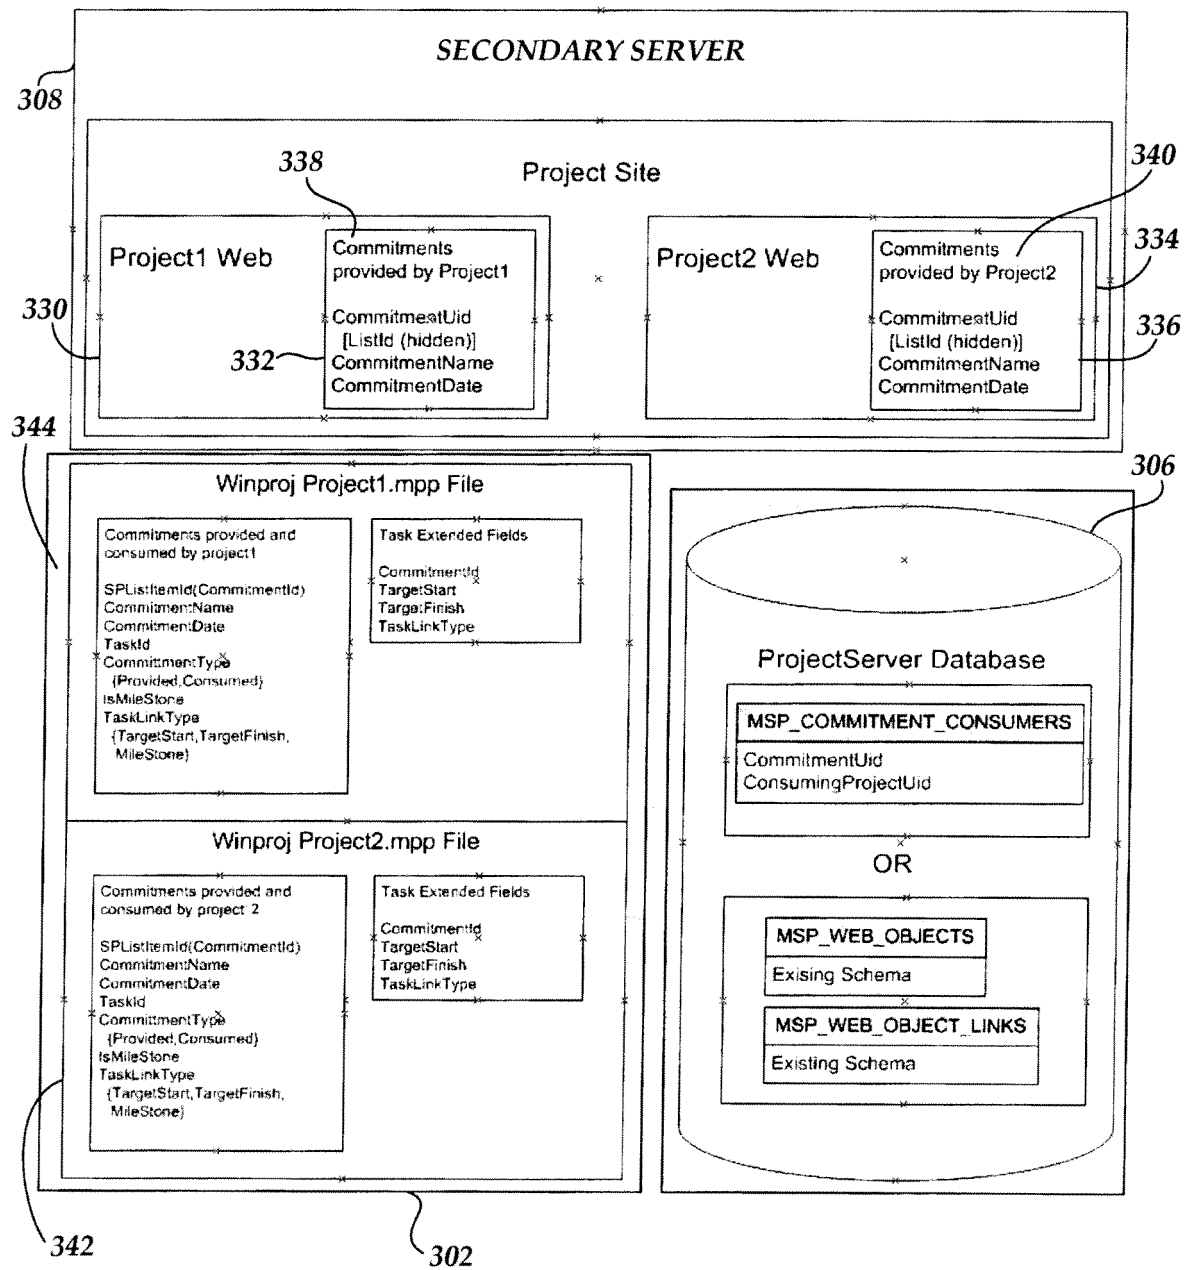 SECONDARY SERVER
308
Project Site
338
340
Project1 Web
Commitments
provided by Project1
CommitmentUid
[ListId (hidden)]
CommitmentName
CommitmentDate
330
332
Project2 Web
Commitments
provided by Project2
CommitmentUid
[ListId (hidden)]
CommitmentName
CommitmentDate
334
336
344
Winproj Project1.mpp File
Commitments provided and
consumed by project1
SPListItemId(CommitmentId)
CommitmentName
CommitmentDate
TaskId
CommittmentType
{Provided,Consumed}
IsMileStone
TaskLinkType
{TargetStart,TargetFinish,
MileStone}
Task Extended Fields
CommitmentId
TargetStart
TargetFinish
TaskLinkType
Winproj Project2.mpp File
Commitments provided and
consumed by project 2
SPListItemId(CommitmentId)
CommitmentName
CommitmentDate
TaskId
CommittmentType
{Provided,Consumed}
IsMileStone
TaskLinkType
{TargetStart,TargetFinish,
MileStone}
Task Extended Fields
CommitmentId
TargetStart
TargetFinish
TaskLinkType
342
302
306
ProjectServer Database
MSP_COMMITMENT_CONSUMERS
CommitmentUid
ConsumingProjectUid
OR
MSP_WEB_OBJECTS
Exising Schema
MSP_WEB_OBJECT_LINKS
Existing Schema